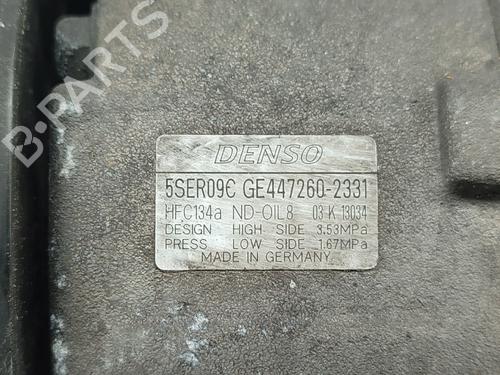 B-PARTS
DENSO
5SER09C GE447260-2331
HFC134a ND-OIL8 03 K 13034
DESIGN HIGH SIDE 3.53MPa
PRESS LOW SIDE 1.67MPa
MADE IN GERMANY